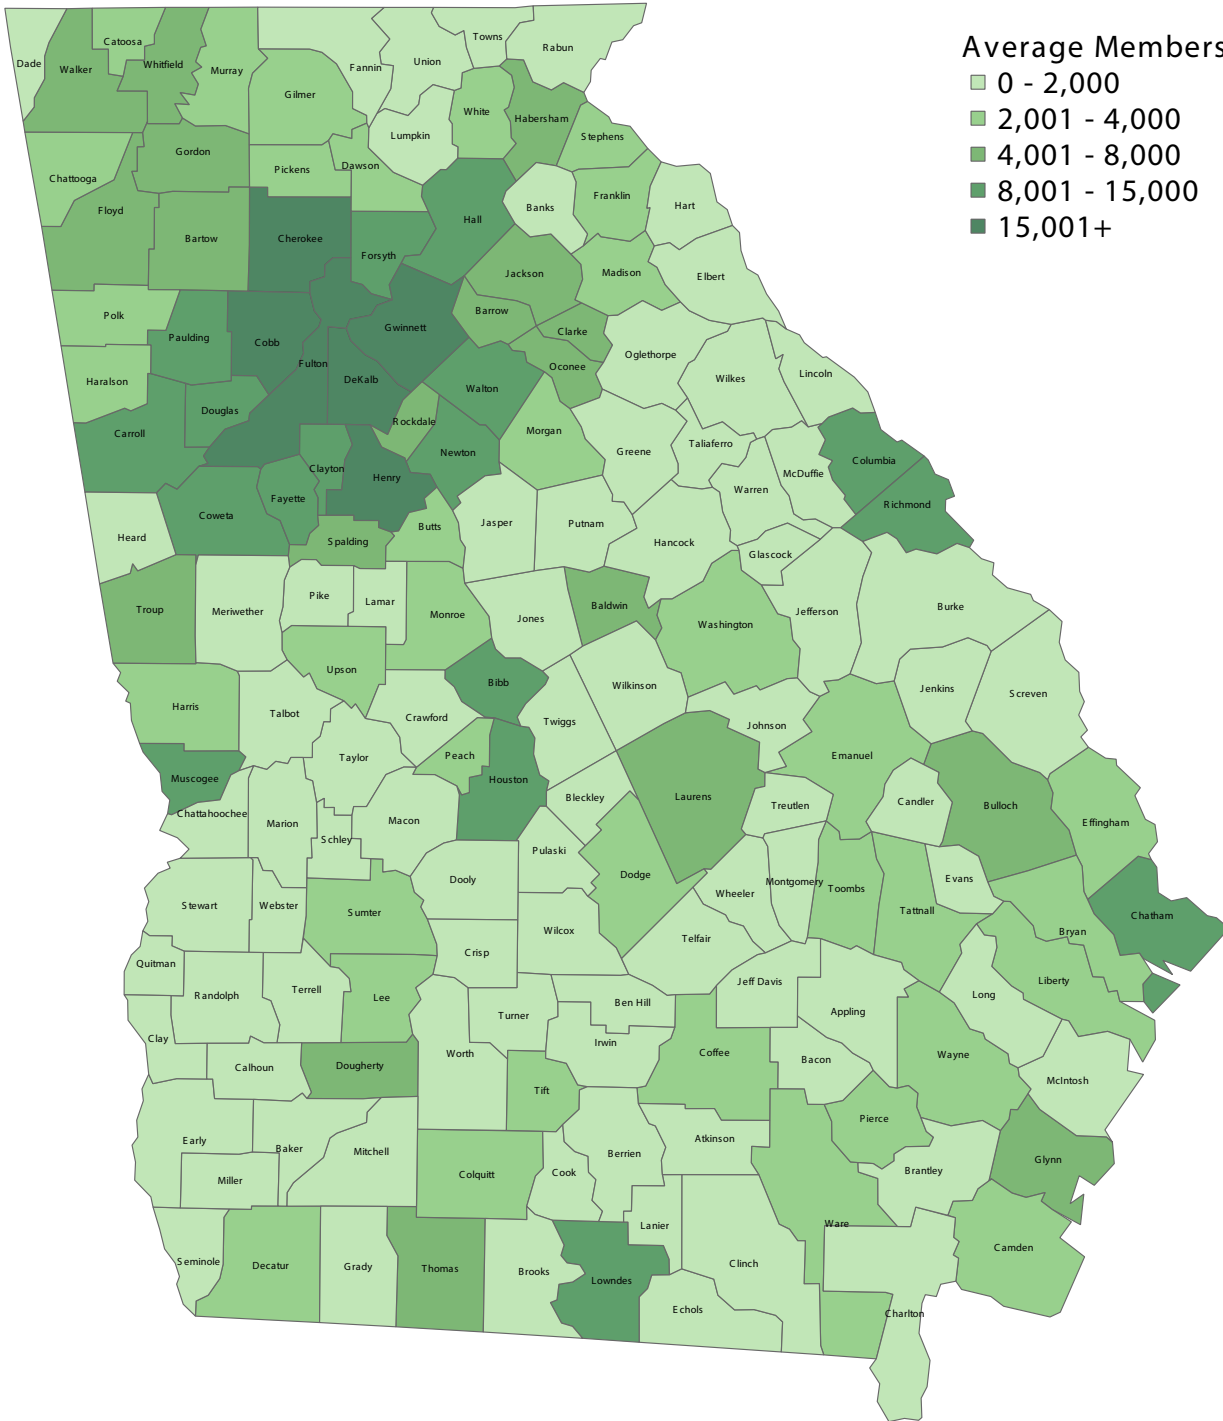 Average Members
0 - 2,000
2,001 - 4,000
4,001 - 8,000
8,001 - 15,000
15,001+
Dade
Walker
Catoosa
Whitfield
Murray
Fannin
Union
Towns
Rabun
Gilmer
White
Habersham
Stephens
Lumpkin
Chattooga
Gordon
Pickens
Dawson
Floyd
Bartow
Cherokee
Forsyth
Hall
Banks
Franklin
Hart
Jackson
Madison
Elbert
Polk
Paulding
Cobb
Fulton
Gwinnett
Barrow
Clarke
Oconee
Oglethorpe
Wilkes
Lincoln
Haralson
Douglas
DeKalb
Walton
Carroll
Rockdale
Morgan
Greene
Taliaferro
McDuffie
Columbia
Clayton
Henry
Newton
Fayette
Coweta
Heard
Spalding
Butts
Jasper
Putnam
Hancock
Warren
Richmond
Glascock
Troup
Meriwether
Pike
Lamar
Monroe
Jones
Baldwin
Washington
Jefferson
Burke
Upson
Bibb
Wilkinson
Jenkins
Screven
Harris
Talbot
Crawford
Twiggs
Johnson
Emanuel
Muscogee
Taylor
Peach
Houston
Bleckley
Laurens
Treutlen
Candler
Bulloch
Effingham
Chattahoochee
Marion
Schley
Macon
Pulaski
Dooly
Dodge
Wheeler
Montgomery
Toombs
Tattnall
Evans
Stewart
Webster
Sumter
Wilcox
Telfair
Bryan
Chatham
Quitman
Randolph
Terrell
Lee
Crisp
Turner
Ben Hill
Jeff Davis
Appling
Long
Liberty
Clay
Calhoun
Dougherty
Worth
Irwin
Coffee
Bacon
Wayne
McIntosh
Early
Baker
Mitchell
Tift
Pierce
Miller
Colquitt
Cook
Berrien
Atkinson
Brantley
Glynn
Seminole
Decatur
Grady
Thomas
Brooks
Lowndes
Lanier
Clinch
Ware
Camden
Echols
Charlton